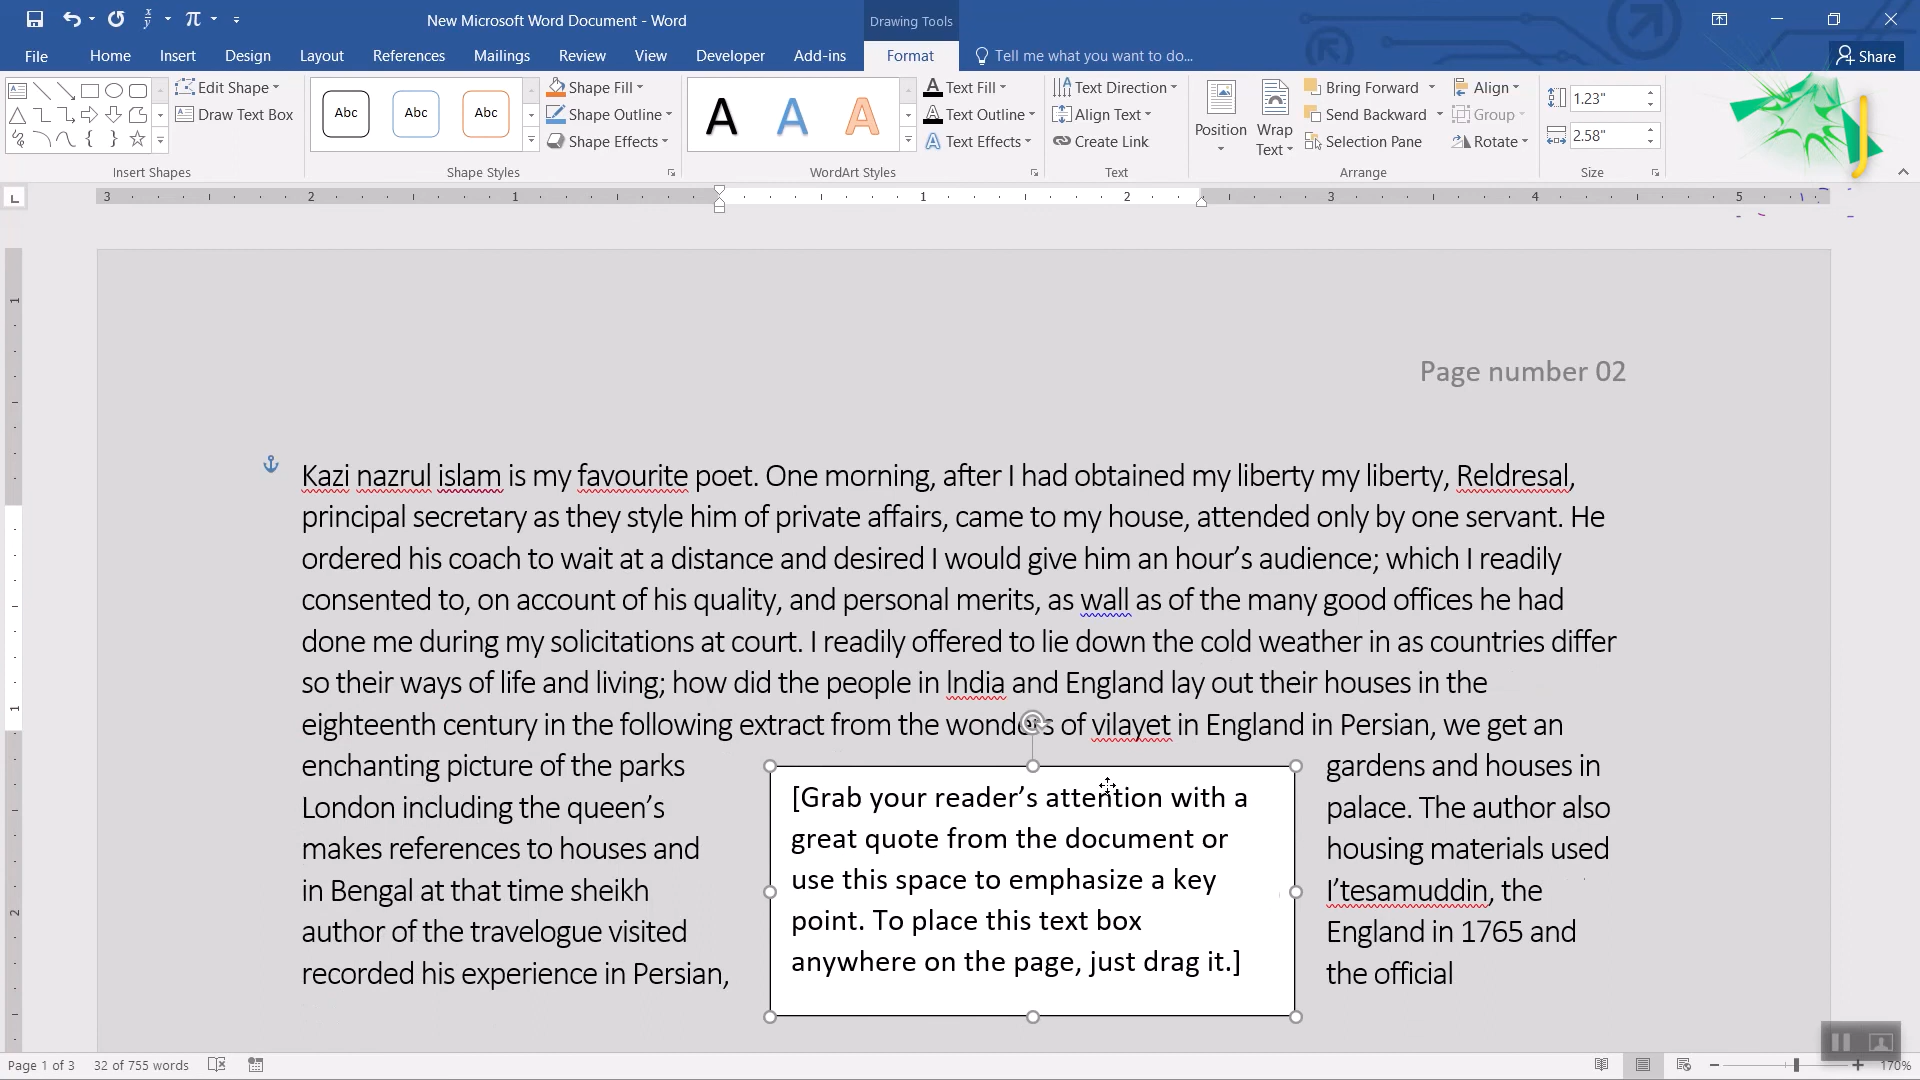 New Microsoft Word Document - Word
Drawing Tools
File
Home
Insert
Design
Layout
References
Mailings
Review
View
Developer
Add-ins
Format
Tell me what you want to do...
Share
Edit Shape
Draw Text Box
Insert Shapes
Abc
Abc
Abc
Shape Fill
Shape Outline
Shape Effects
Shape Styles
A
A
A
Text Fill
Text Outline
Text Effects
WordArt Styles
Text Direction
Align Text
Create Link
Text
Position
Wrap
Text
Bring Forward
Send Backward
Selection Pane
Align
Group
Rotate
Arrange
1.23"
2.58"
Size
3 2 1 1 2 3 4 5
1
1
2
Page number 02
Kazi nazrul islam is my favourite poet. One morning, after I had obtained my liberty my liberty, Reldresal,
principal secretary as they style him of private affairs, came to my house, attended only by one servant. He
ordered his coach to wait at a distance and desired I would give him an hour’s audience; which I readily
consented to, on account of his quality, and personal merits, as wall as of the many good offices he had
done me during my solicitations at court. I readily offered to lie down the cold weather in as countries differ
so their ways of life and living; how did the people in lndia and England lay out their houses in the
eighteenth century in the following extract from the wonders of vilayet in England in Persian, we get an
enchanting picture of the parks gardens and houses in
London including the queen’s palace. The author also
makes references to houses and housing materials used
in Bengal at that time sheikh I’tesamuddin, the
author of the travelogue visited England in 1765 and
recorded his experience in Persian, the official
[Grab your reader’s attention with a
great quote from the document or
use this space to emphasize a key
point. To place this text box
anywhere on the page, just drag it.]
Page 1 of 3
32 of 755 words
170%